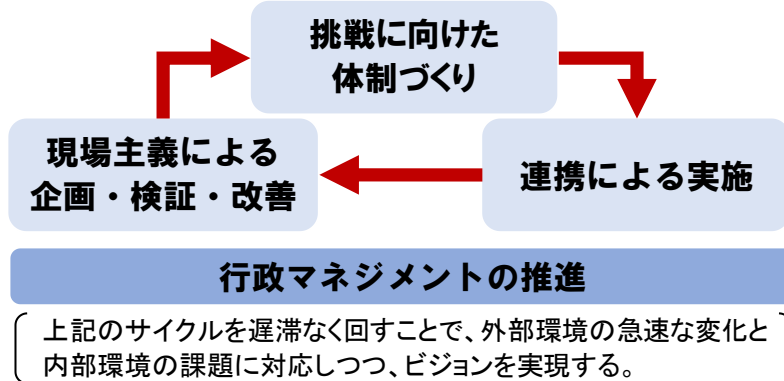 挑戦に向けた
体制づくり
現場主義による
企画・検証・改善
連携による実施
行政マネジメントの推進
上記のサイクルを遅滞なく回すことで、外部環境の急速な変化と
内部環境の課題に対応しつつ、ビジョンを実現する。